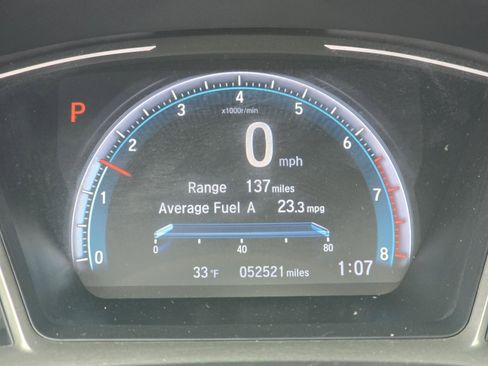 P
0 1 2 3 4 5 6 7 8
x1000r/min
0 mph
Range 137 miles
Average Fuel A 23.3 mpg
0 40 80
33°F 052521 miles 1:07